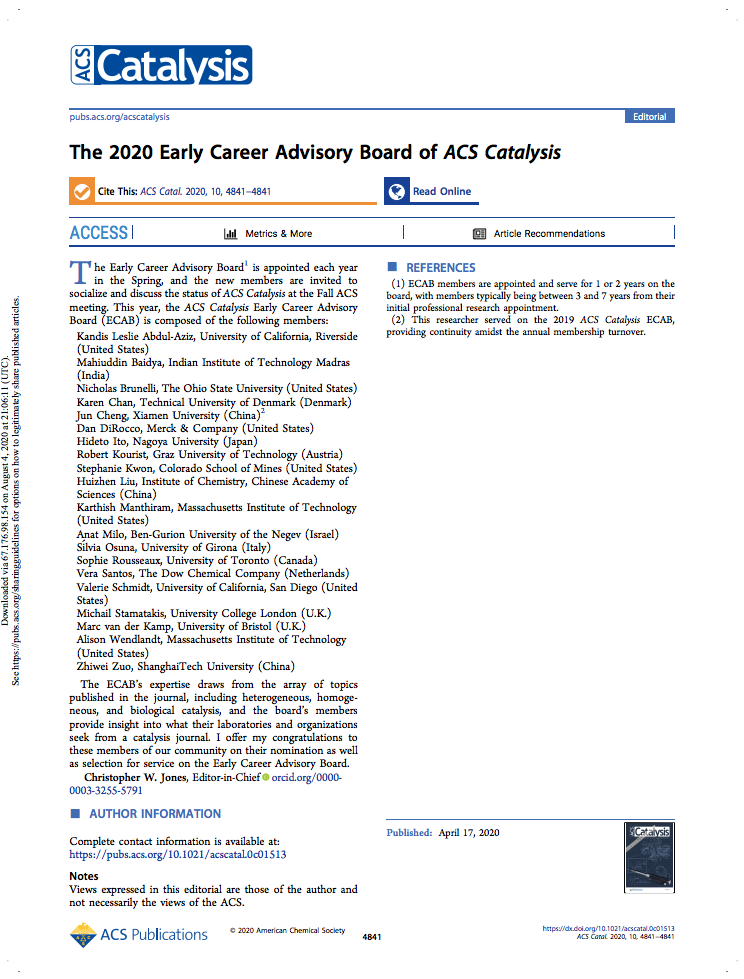 ACS Catalysis
pubs.acs.org/acscatalysis
Editorial
The 2020 Early Career Advisory Board of ACS Catalysis
Cite This: ACS Catal. 2020, 10, 4841−4841
Read Online
ACCESS
Metrics & More
Article Recommendations
The Early Career Advisory Board1 is appointed each year
in the Spring, and the new members are invited to
socialize and discuss the status of ACS Catalysis at the Fall ACS
meeting. This year, the ACS Catalysis Early Career Advisory
Board (ECAB) is composed of the following members:
Kandis Leslie Abdul-Aziz, University of California, Riverside
(United States)
Mahiuddin Baidya, Indian Institute of Technology Madras
(India)
Nicholas Brunelli, The Ohio State University (United States)
Karen Chan, Technical University of Denmark (Denmark)
Jun Cheng, Xiamen University (China)2
Dan DiRocco, Merck & Company (United States)
Hideto Ito, Nagoya University (Japan)
Robert Kourist, Graz University of Technology (Austria)
Stephanie Kwon, Colorado School of Mines (United States)
Huizhen Liu, Institute of Chemistry, Chinese Academy of
Sciences (China)
Karthish Manthiram, Massachusetts Institute of Technology
(United States)
Anat Milo, Ben-Gurion University of the Negev (Israel)
Silvia Osuna, University of Girona (Italy)
Sophie Rousseaux, University of Toronto (Canada)
Vera Santos, The Dow Chemical Company (Netherlands)
Valerie Schmidt, University of California, San Diego (United
States)
Michail Stamatakis, University College London (U.K.)
Marc van der Kamp, University of Bristol (U.K.)
Alison Wendlandt, Massachusetts Institute of Technology
(United States)
Zhiwei Zuo, ShanghaiTech University (China)
The ECAB's expertise draws from the array of topics
published in the journal, including heterogeneous, homoge-
neous, and biological catalysis, and the board's members
provide insight into what their laboratories and organizations
seek from a catalysis journal. I offer my congratulations to
these members of our community on their nomination as well
as selection for service on the Early Career Advisory Board.
Christopher W. Jones, Editor-in-Chief orcid.org/0000-
0003-3255-5791
AUTHOR INFORMATION
Complete contact information is available at:
https://pubs.acs.org/10.1021/acscatal.0c01513
Notes
Views expressed in this editorial are those of the author and
not necessarily the views of the ACS.
REFERENCES
(1) ECAB members are appointed and serve for 1 or 2 years on the
board, with members typically being between 3 and 7 years from their
initial professional research appointment.
(2) This researcher served on the 2019 ACS Catalysis ECAB,
providing continuity amidst the annual membership turnover.
Published: April 17, 2020
Catalysis
ACS Publications
© 2020 American Chemical Society
4841
https://dx.doi.org/10.1021/acscatal.0c01513
ACS Catal. 2020, 10, 4841−4841
Downloaded via 67.176.98.154 on August 4, 2020 at 21:06:11 (UTC).
See https://pubs.acs.org/sharingguidelines for options on how to legitimately share published articles.